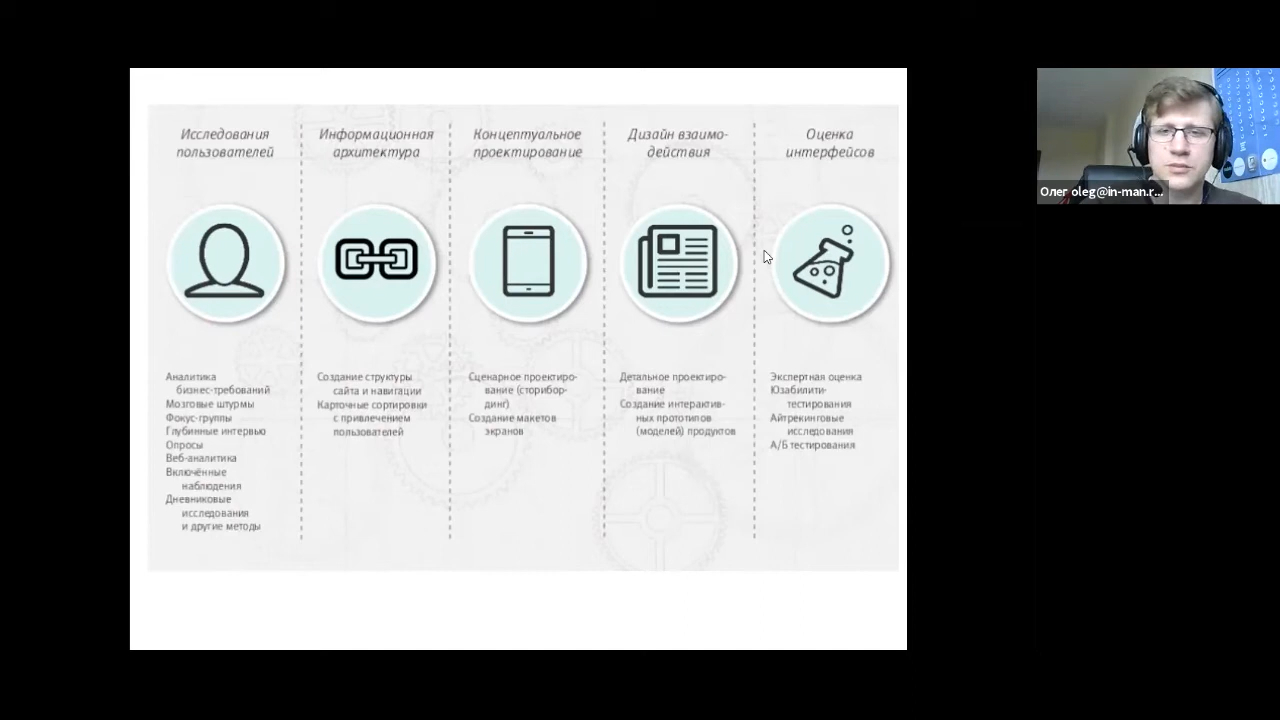 Исследования
пользователей
Информационная
архитектура
Концептуальное
проектирование
Дизайн взаимо-
действия
Оценка
интерфейсов
Аналитика
бизнес-требований
Мозговые штурмы
Фокус-группы
Глубинные интервью
Опросы
Веб-аналитика
Включённые
наблюдения
Дневниковые
исследования
и другие методы
Создание структуры
сайта и навигации
Карточные сортировки
с привлечением
пользователей
Сценарное проектиро-
вание (сторибор-
динг)
Создание макетов
экранов
Детальное проектиро-
вание
Создание интерактив-
ных прототипов
(моделей) продуктов
Экспертная оценка
Юзабилити-
тестирования
Айтрекинговые
исследования
А/Б тестирования
Олег oleg@in-man.r...